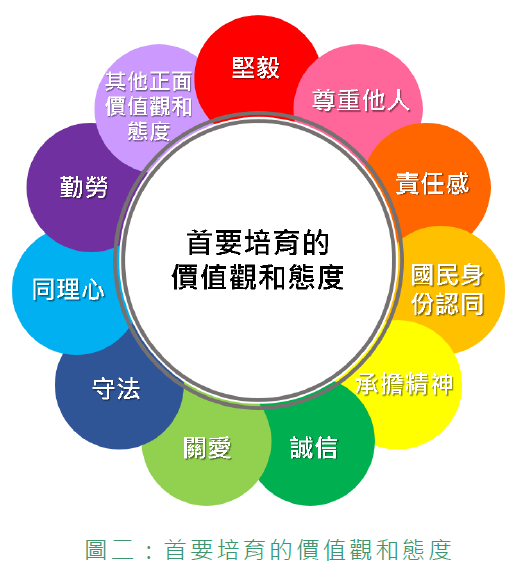 堅毅
尊重他人
責任感
國民身
份認同
承擔精神
誠信
關愛
守法
同理心
勤勞
其他正面
價值觀和
態度
首要培育的
價值觀和態度
圖二：首要培育的價值觀和態度